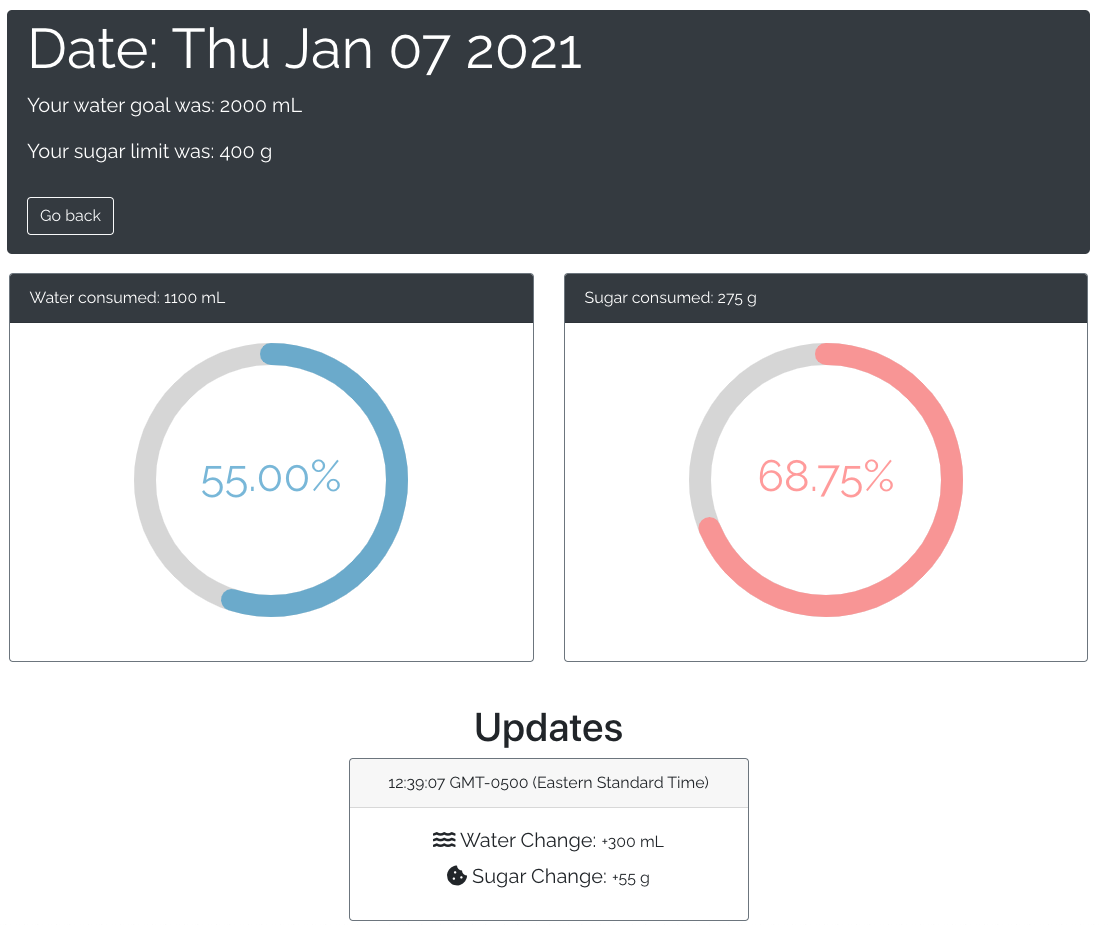 Date: Thu Jan 07 2021
Your water goal was: 2000 mL
Your sugar limit was: 400 g
Go back
Water consumed: 1100 mL
Sugar consumed: 275 g
55.00%
68.75%
Updates
12:39:07 GMT-0500 (Eastern Standard Time)
Water Change: +300 mL
Sugar Change: +55 g